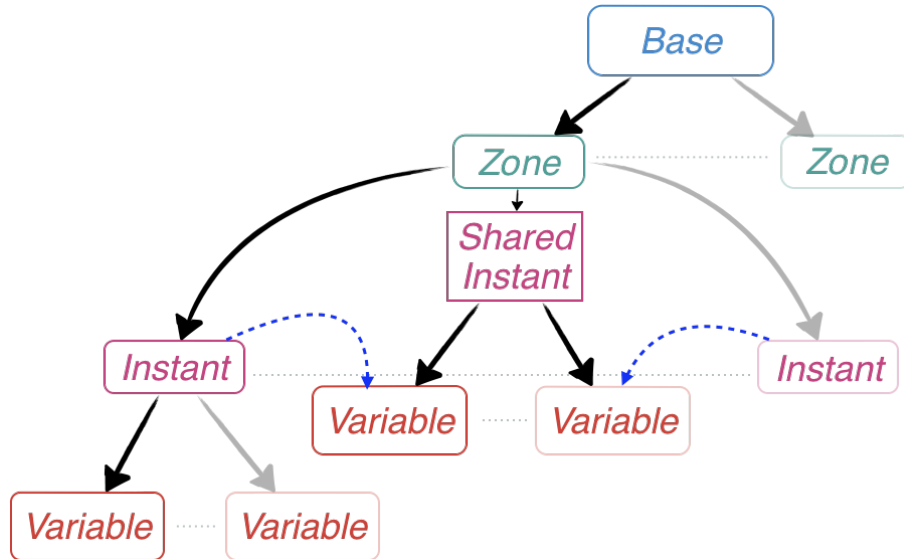 Base
Zone
Zone
Shared
Instant
Instant
Instant
Variable
Variable
Variable
Variable